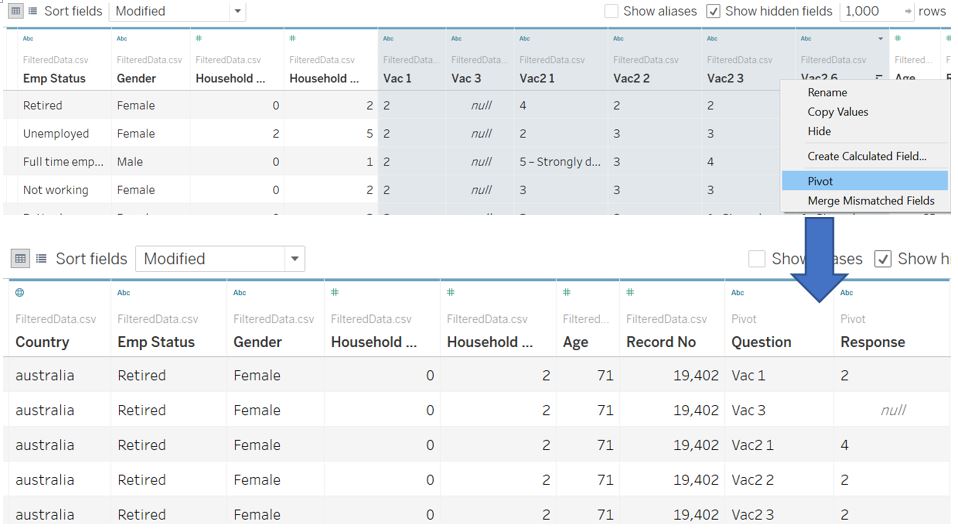 Sort fields Modified Show aliases Show hidden fields 1,000 rows
Abc Abc # # Abc Abc Abc Abc Abc Abc # #
FilteredData.csv FilteredData.csv FilteredData.csv FilteredData.csv FilteredData... FilteredData... FilteredData.csv FilteredData.csv FilteredData.csv FilteredData.csv Filtered...
Emp Status Gender Household ... Household ... Vac 1 Vac 3 Vac2 1 Vac2 2 Vac2 3 Vac2 6 Age
Retired Female 0 2 2 null 4 2 2
Unemployed Female 2 5 2 null 2 3 3
Full time emp... Male 0 1 2 null 5 – Strongly d... 3 4
Not working Female 0 2 2 null 3 3 3
Rename
Copy Values
Hide
Create Calculated Field...
Pivot
Merge Mismatched Fields
Sort fields Modified Show aliases Show hi
Abc Abc # # # # Abc Abc
FilteredData.csv FilteredData.csv FilteredData.csv FilteredData.csv FilteredData.csv Filtered... FilteredData.csv Pivot Pivot
Country Emp Status Gender Household ... Household ... Age Record No Question Response
australia Retired Female 0 2 71 19,402 Vac 1 2
australia Retired Female 0 2 71 19,402 Vac 3 null
australia Retired Female 0 2 71 19,402 Vac2 1 4
australia Retired Female 0 2 71 19,402 Vac2 2 2
australia Retired Female 0 2 71 19,402 Vac2 3 2